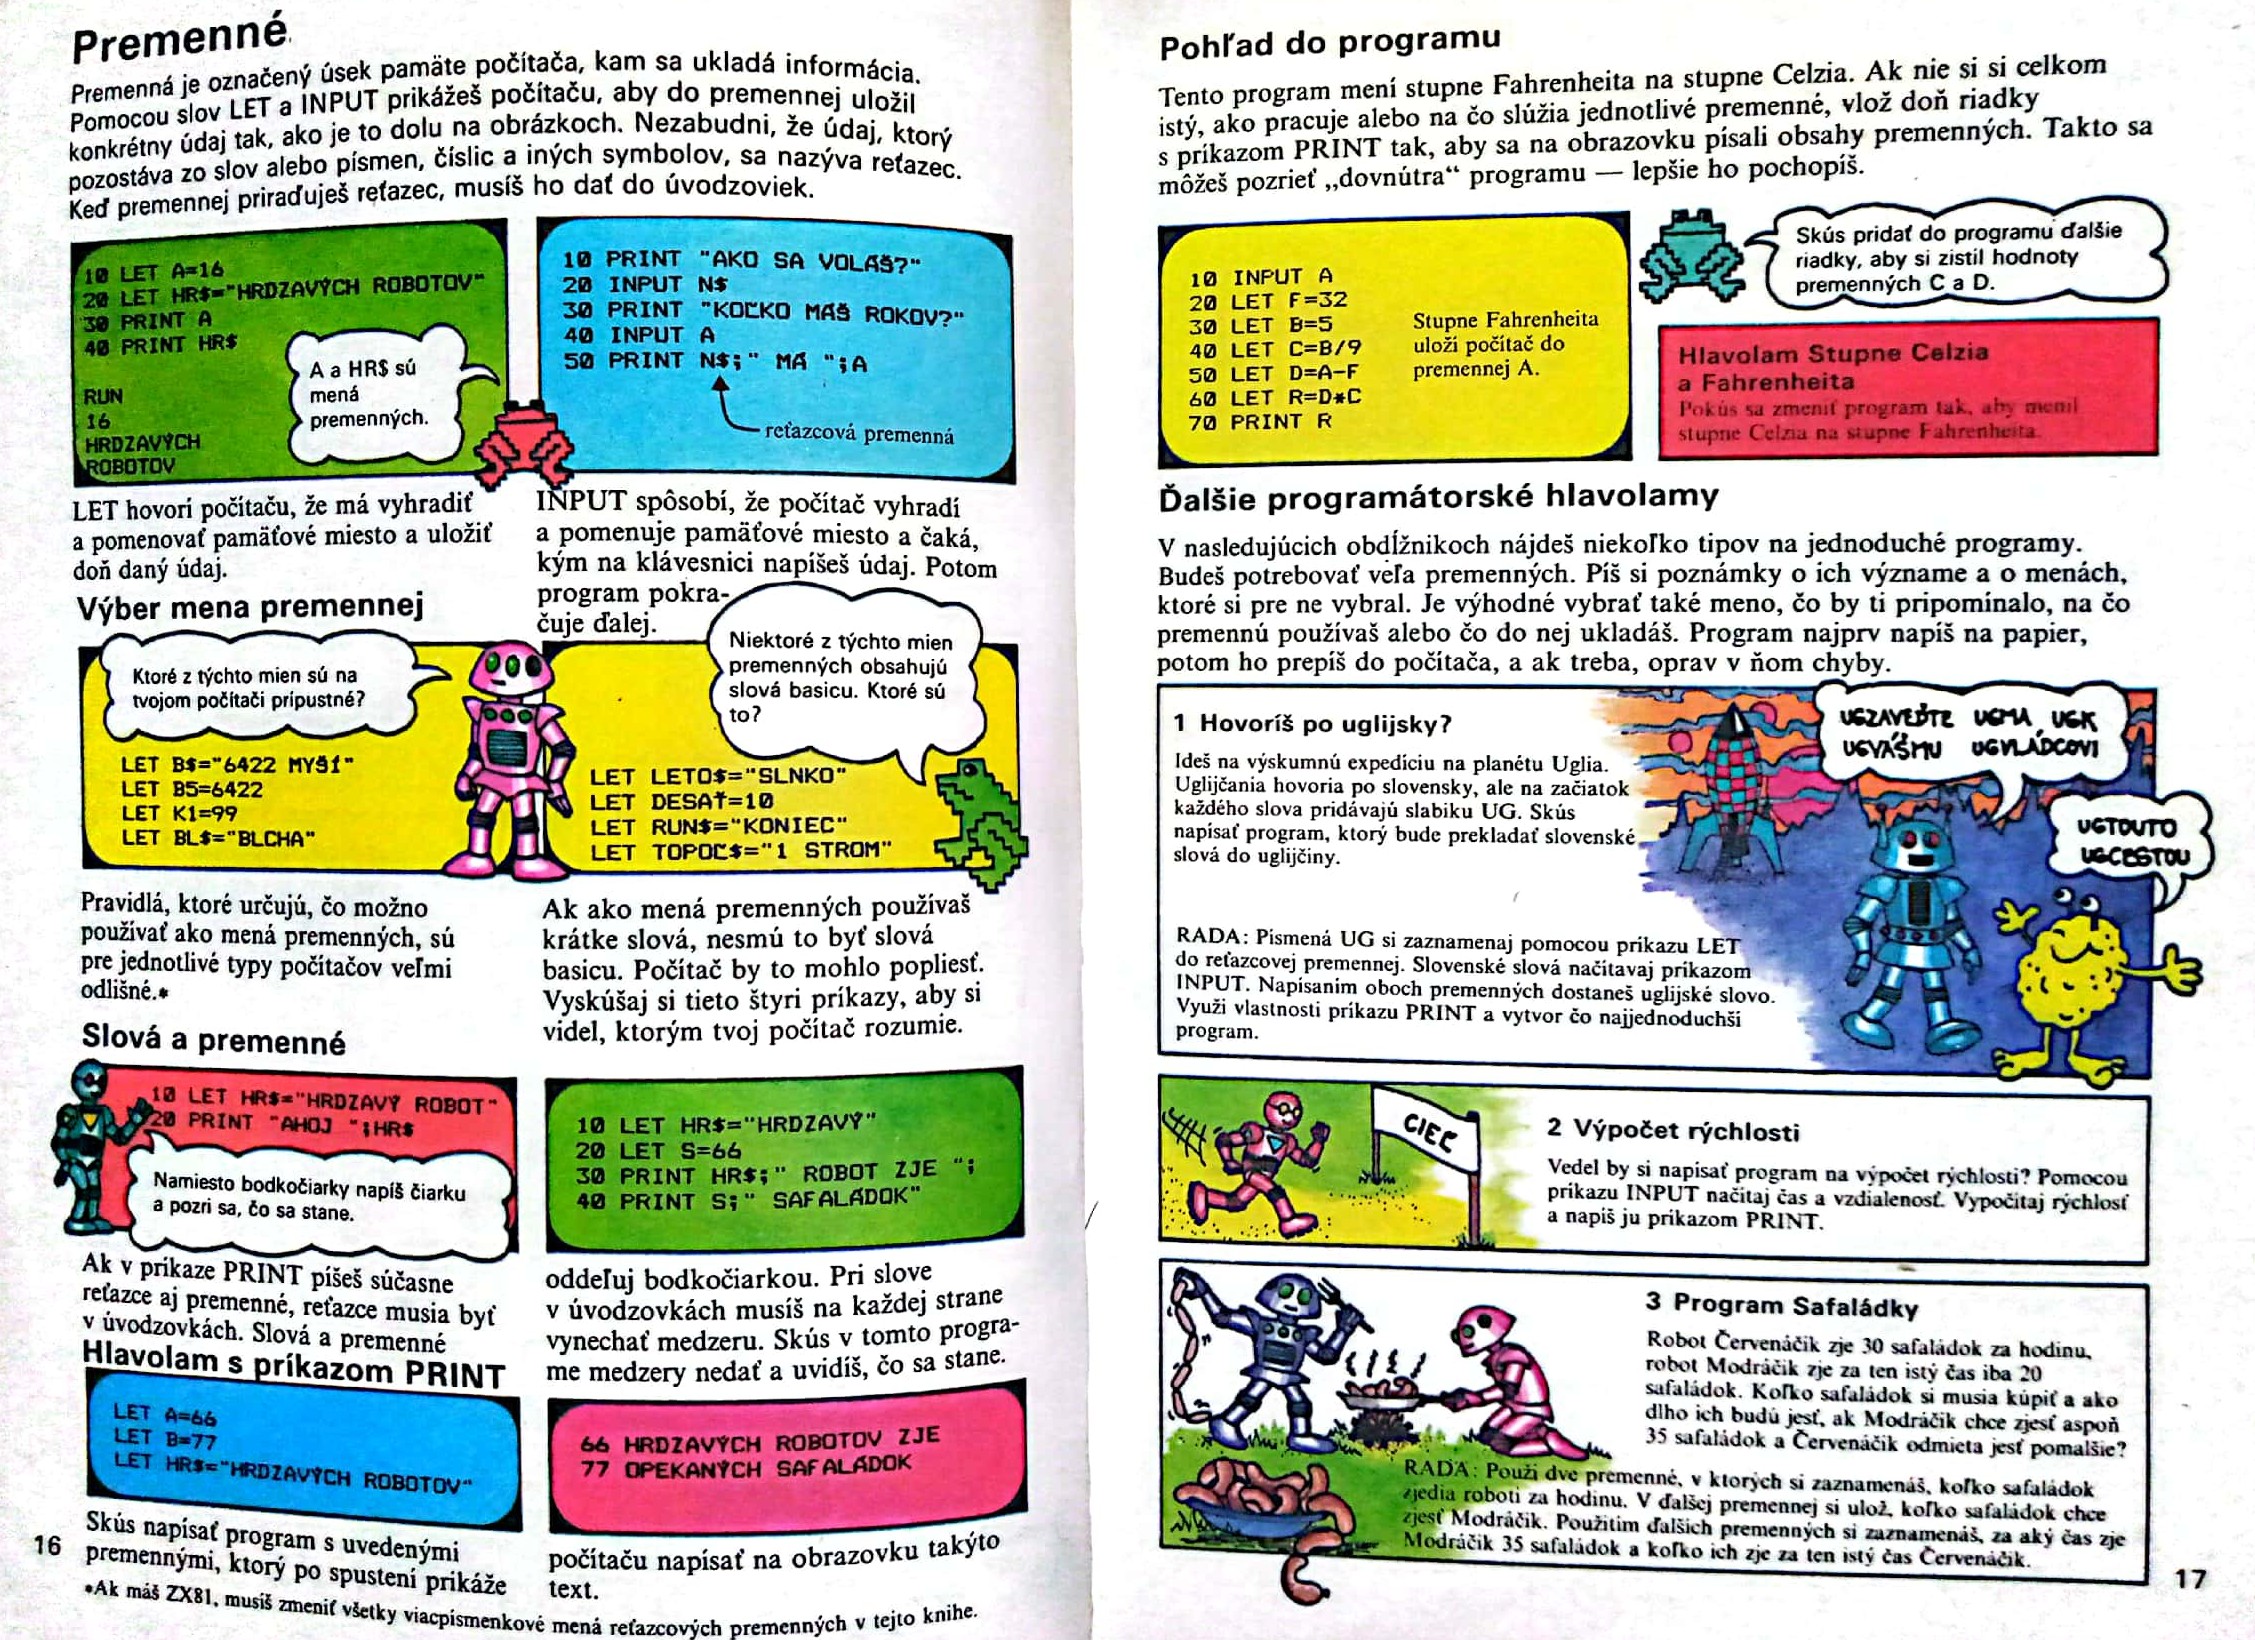 Premenné
Premenná je označený úsek pamäte počítača, kam sa ukladá informácia.
Pomocou slov LET a INPUT prikážeš počítaču, aby do premennej uložil
konkrétny údaj tak, ako je to dolu na obrázkoch. Nezabudni, že údaj, ktorý
pozostáva zo slov alebo písmen, číslic a iných symbolov, sa nazýva reťazec.
Keď premennej priraďuješ reťazec, musíš ho dať do úvodzoviek.
10 LET A=16
20 LET HR$="HRDZAVÝCH ROBOTOV"
30 PRINT A
40 PRINT HR$
RUN
16
HRDZAVÝCH
ROBOTOV
A a HR$ sú
mená
premenných.
LET hovorí počítaču, že má vyhradiť
a pomenovať pamäťové miesto a uložiť
doň daný údaj.
10 PRINT "AKO SA VOLÁŠ?"
20 INPUT N$
30 PRINT "KOĽKO MÁŠ ROKOV?"
40 INPUT A
50 PRINT N$;" MÁ ";A
reťazcová premenná
INPUT spôsobí, že počítač vyhradí
a pomenuje pamäťové miesto a čaká,
kým na klávesnici napíšeš údaj. Potom
program pokra-
čuje ďalej.
Výber mena premennej
Ktoré z týchto mien sú na
tvojom počítači prípustné?
LET B$="6422 MYŠÍ"
LET B5=6422
LET K1=99
LET BL$="BLCHA"
Pravidlá, ktoré určujú, čo možno
používať ako mená premenných, sú
pre jednotlivé typy počítačov veľmi
odlišné.*
Niektoré z týchto mien
premenných obsahujú
slová basicu. Ktoré sú
to?
LET LETO$="SLNKO"
LET DESAŤ=10
LET RUN$="KONIEC"
LET TOPOĽ$="1 STROM"
Ak ako mená premenných používaš
krátke slová, nesmú to byť slová
basicu. Počítač by to mohlo popliesť.
Vyskúšaj si tieto štyri príkazy, aby si
videl, ktorým tvoj počítač rozumie.
Slová a premenné
10 LET HR$="HRDZAVÝ ROBOT"
20 PRINT "AHOJ ";HR$
Namiesto bodkočiarky napíš čiarku
a pozri sa, čo sa stane.
Ak v príkaze PRINT píšeš súčasne
reťazce aj premenné, reťazce musia byť
v úvodzovkách. Slová a premenné
10 LET HR$="HRDZAVÝ"
20 LET S=66
30 PRINT HR$;" ROBOT ZJE ";
40 PRINT S;" SAFALÁDOK"
oddeľuj bodkočiarkou. Pri slove
v úvodzovkách musíš na každej strane
vynechať medzeru. Skús v tomto progra-
me medzery nedať a uvidíš, čo sa stane.
Hlavolam s príkazom PRINT
LET A=66
LET B=77
LET HR$="HRDZAVÝCH ROBOTOV"
Skús napísať program s uvedenými
premennými, ktorý po spustení prikáže
66 HRDZAVÝCH ROBOTOV ZJE
77 OPEKANÝCH SAFALÁDOK
počítaču napísať na obrazovku takýto
text.
*Ak máš ZX81, musíš zmeniť všetky viacpísmenkové mená reťazcových premenných v tejto knihe.
16
Pohľad do programu
Tento program mení stupne Fahrenheita na stupne Celzia. Ak nie si si celkom
istý, ako pracuje alebo na čo slúžia jednotlivé premenné, vlož doň riadky
s príkazom PRINT tak, aby sa na obrazovku písali obsahy premenných. Takto sa
môžeš pozrieť „dovnútra“ programu — lepšie ho pochopíš.
10 INPUT A
20 LET F=32
30 LET B=5
40 LET C=B/9
50 LET D=A-F
60 LET R=D*C
70 PRINT R
Stupne Fahrenheita
uloží počítač do
premennej A.
Skús pridať do programu ďalšie
riadky, aby si zistil hodnoty
premenných C a D.
Hlavolam Stupne Celzia
a Fahrenheita
Pokús sa zmeniť program tak, aby menil
stupne Celzia na stupne Fahrenheita.
Ďalšie programátorské hlavolamy
V nasledujúcich obdĺžnikoch nájdeš niekoľko tipov na jednoduché programy.
Budeš potrebovať veľa premenných. Píš si poznámky o ich význame a o menách,
ktoré si pre ne vybral. Je výhodné vybrať také meno, čo by ti pripomínalo, na čo
premennú používaš alebo čo do nej ukladáš. Program najprv napíš na papier,
potom ho prepíš do počítača, a ak treba, oprav v ňom chyby.
1 Hovoríš po uglijsky?
Ideš na výskumnú expedíciu na planétu Uglia.
Uglijčania hovoria po slovensky, ale na začiatok
každého slova pridávajú slabiku UG. Skús
napísať program, ktorý bude prekladať slovenské
slová do uglijčiny.
RADA: Písmená UG si zaznamenaj pomocou príkazu LET
do reťazcovej premennej. Slovenské slová načítavaj príkazom
INPUT. Napísaním oboch premenných dostaneš uglijské slovo.
Využi vlastnosti príkazu PRINT a vytvor čo najjednoduchší
program.
UGZAVEĎTE UGMA UGK
UGVÁŠMU UGVLÁDCOVI
UGTOUTO
UGCESTOU
CIEĽ
2 Výpočet rýchlosti
Vedel by si napísať program na výpočet rýchlosti? Pomocou
príkazu INPUT načítaj čas a vzdialenosť. Vypočítaj rýchlosť
a napíš ju príkazom PRINT.
3 Program Safaládky
Robot Červenáčik zje 30 safaládok za hodinu,
robot Modráčik zje za ten istý čas iba 20
safaládok. Koľko safaládok si musia kúpiť a ako
dlho ich budú jesť, ak Modráčik chce zjesť aspoň
35 safaládok a Červenáčik odmieta jesť pomalšie?
RADA: Použi dve premenné, v ktorých si zaznamenáš, koľko safaládok
zjedia roboti za hodinu. V ďalšej premennej si ulož, koľko safaládok chce
zjesť Modráčik. Použitím ďalších premenných si zaznamenáš, za aký čas zje
Modráčik 35 safaládok a koľko ich zje za ten istý čas Červenáčik.
17